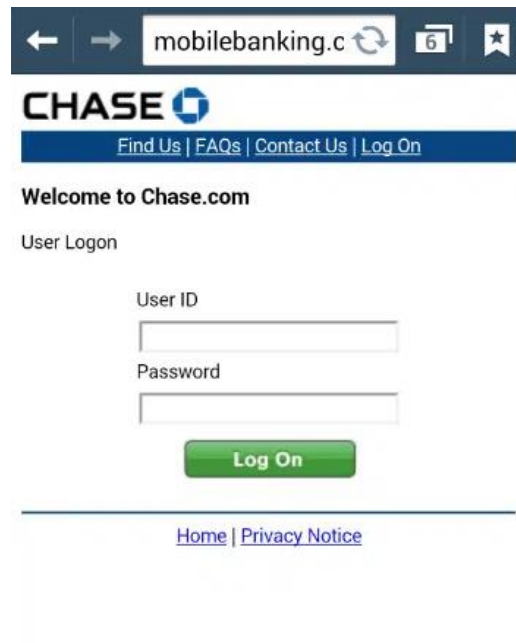 mobilebanking.c
6
CHASE
Find Us | FAQs | Contact Us | Log On
Welcome to Chase.com
User Logon
User ID
Password
Log On
Home | Privacy Notice